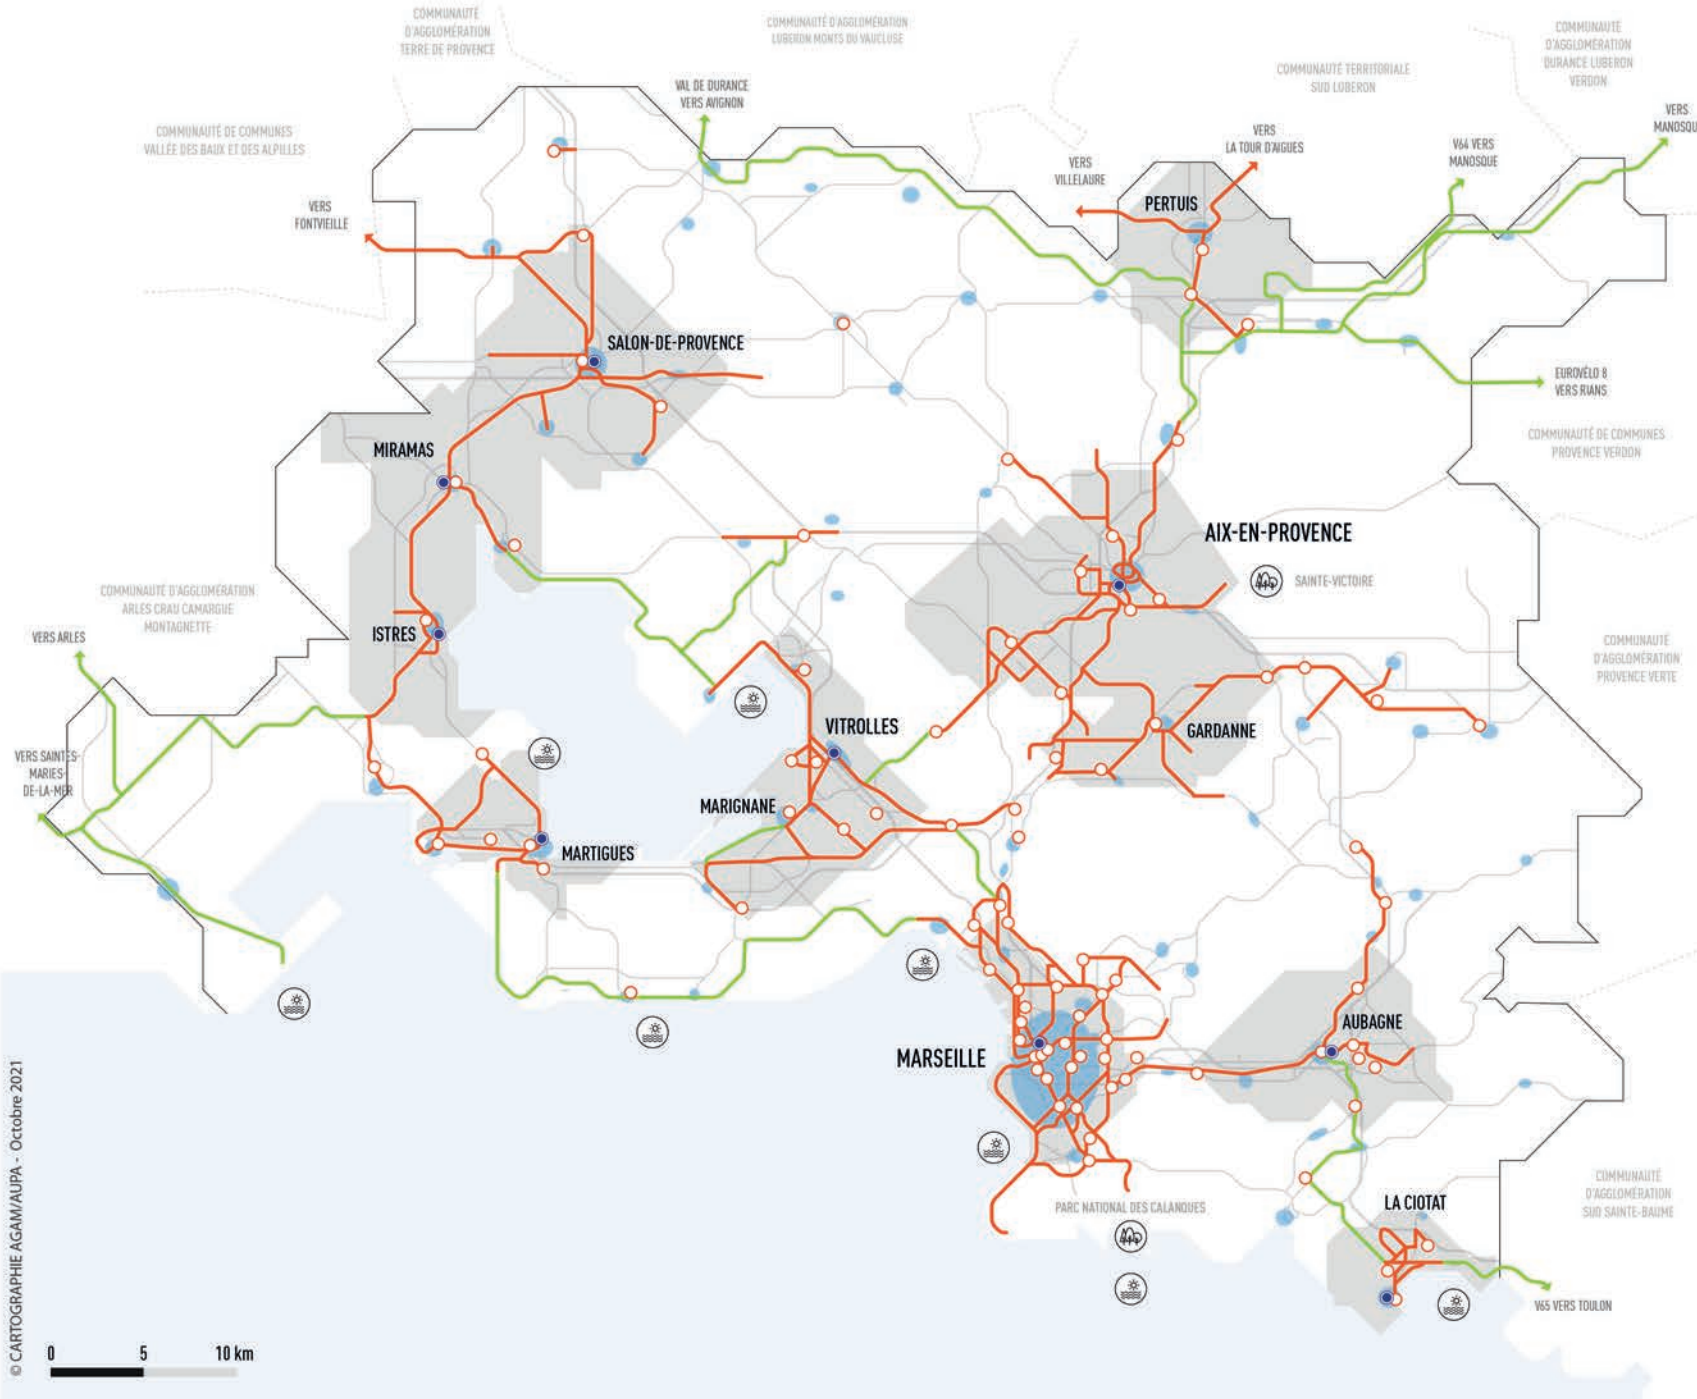 COMMUNAUTÉ
D'AGGLOMÉRATION
TERRE DE PROVENCE
COMMUNAUTÉ D'AGGLOMÉRATION
LUBERON MONTS DU VAUCLUSE
COMMUNAUTÉ
D'AGGLOMÉRATION
DURANCE LUBERON
VERDON
COMMUNAUTÉ TERRITORIALE
SUD LUBERON
VAL DE DURANCE
VERS AVIGNON
VERS
MANOSQU
COMMUNAUTÉ DE COMMUNES
VALLÉE DES BAUX ET DES ALPILLES
VERS
LA TOUR D'AIGUES
V64 VERS
MANOSQUE
VERS
VILLELAURE
VERS
FONTVIEILLE
PERTUIS
SALON-DE-PROVENCE
EUROVÉLO 8
VERS RIANS
MIRAMAS
COMMUNAUTÉ DE COMMUNES
PROVENCE VERDON
AIX-EN-PROVENCE
SAINTE-VICTOIRE
COMMUNAUTÉ D'AGGLOMÉRATION
ARLES CRAU CAMARGUE
MONTAGNETTE
ISTRES
VERS ARLES
COMMUNAUTÉ
D'AGGLOMÉRATION
PROVENCE VERTE
VITROLLES
GARDANNE
VERS SAINTES-
MARIES-
DE-LA-MER
MARIGNANE
MARTIGUES
AUBAGNE
MARSEILLE
PARC NATIONAL DES CALANQUES
COMMUNAUTÉ
D'AGGLOMÉRATION
SUD SAINTE-BAUME
LA CIOTAT
V65 VERS TOULON
© CARTOGRAPHIE AGAM/AUPA - Octobre 2021
0 5 10 km